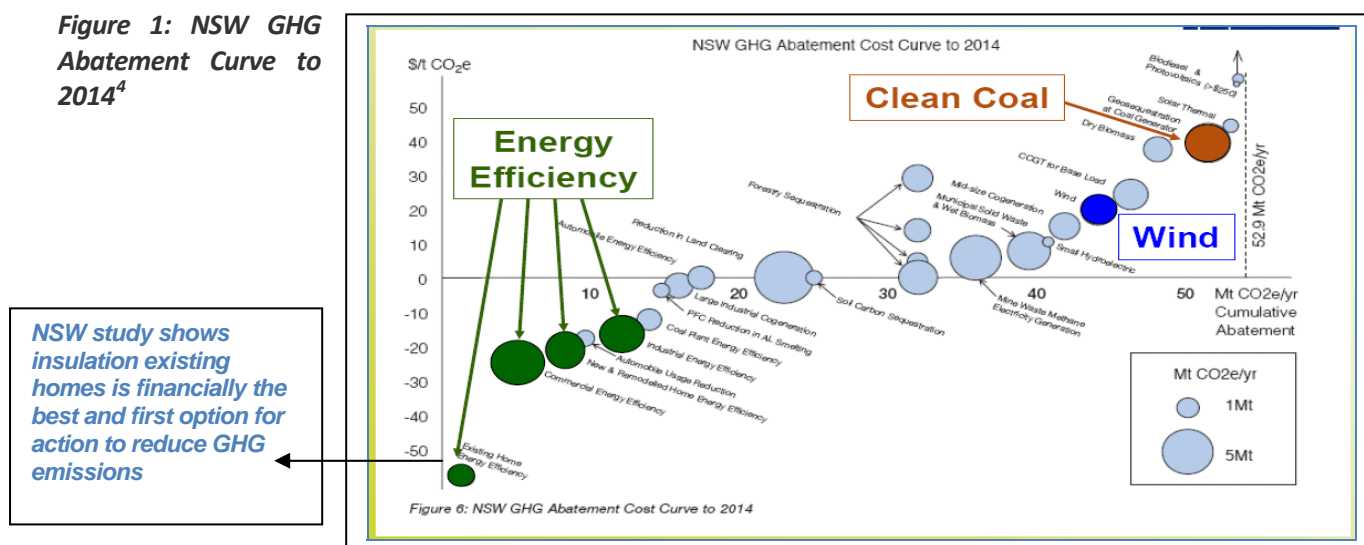 Figure 1: NSW GHG
Abatement Curve to
2014⁴
NSW study shows
insulation existing
homes is financially the
best and first option for
action to reduce GHG
emissions
NSW GHG Abatement Cost Curve to 2014
$/t CO₂e
50
40
30
20
10
0
-10
-20
-30
-40
-50
10
20
30
40
50
Mt CO2e/yr
Cumulative
Abatement
52.9 Mt CO2e/yr
Energy
Efficiency
Clean Coal
Wind
Existing Home
Energy Efficiency
Commercial Energy Efficiency
New & Remodelled Home Energy Efficiency
Automobile Usage Reduction
Industrial Energy Efficiency
Coal Plant Energy Efficiency
PFC Reduction in AL Smelting
Large Industrial Cogeneration
Automobile Energy Efficiency
Reduction in Land Clearing
Soil Carbon Sequestration
Forestry Sequestration
Mine Waste Methane
Electricity Generation
Municipal Solid Waste
& Wet Biomass
Small Hydroelectric
Mid-size Cogeneration
Wind
CCGT for Base Load
Dry Biomass
Geosequestration
at Coal Generator
Solar Thermal
Biodiesel &
Photovoltaics (>$250)
Mt CO2e/yr
1Mt
5Mt
Figure 6: NSW GHG Abatement Cost Curve to 2014